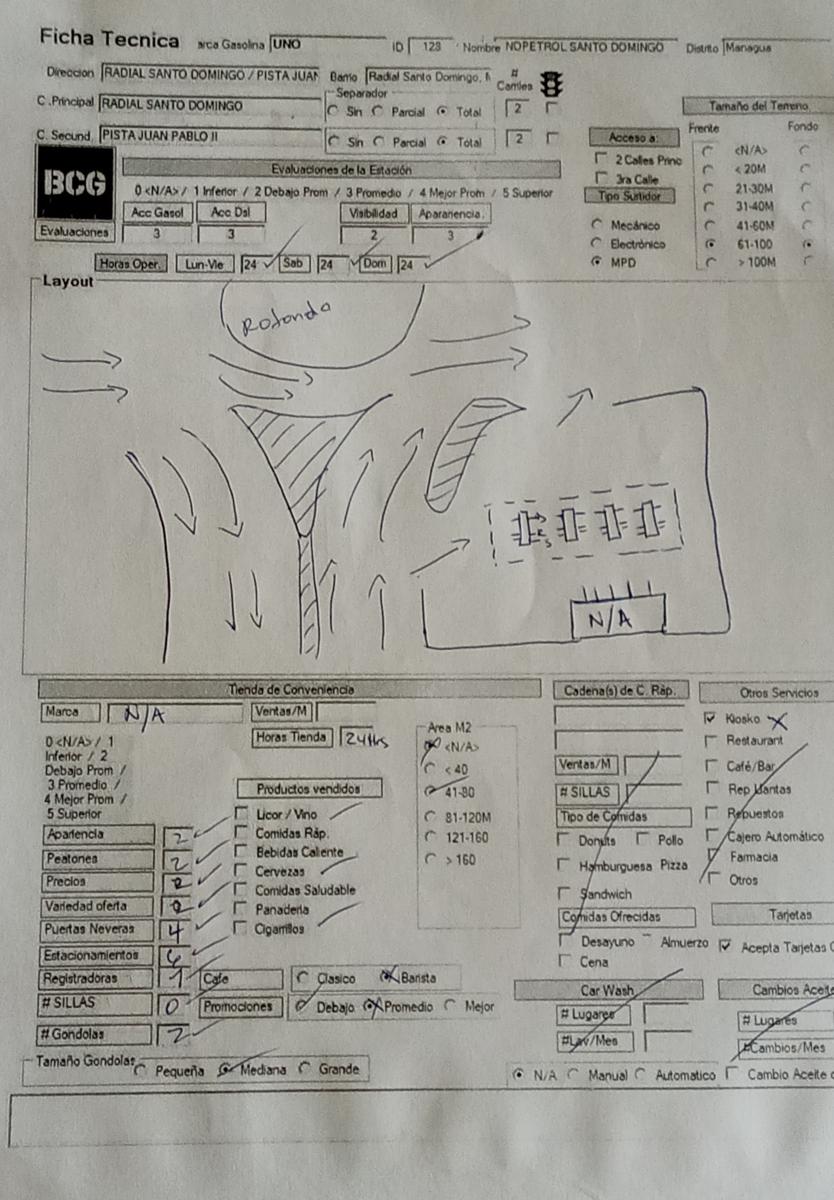 Ficha Tecnica arca Gasolina UNO ID 123 Nombre NOPETROL SANTO DOMINGO Distrito Managua
Direccion RADIAL SANTO DOMINGO / PISTA JUAN Barrio Radial Santo Domingo, # Carriles
Separador
C.Principal RADIAL SANTO DOMINGO Sin Parcial Total 2
C. Secund. PISTA JUAN PABLO II Sin Parcial Total 2
Tamaño del Terreno
Frente Fondo
<N/A>
< 20M
21-30M
31-40M
41-60M
61-100
> 100M
Acceso a:
2 Calles Princ
3ra Calle
Tipo Surtidor
Mecánico
Electrónico
MPD
BCG
Evaluaciones de la Estación
0 <N/A> / 1 Inferior / 2 Debajo Prom / 3 Promedio / 4 Mejor Prom / 5 Superior
Acc Gasol Acc Dsl Visibilidad Apariencia
Evaluaciones 3 3 2 3
Horas Oper. Lun-Vie 24 Sab 24 Dom 24
Layout
Rotonda
N/A
Tienda de Conveniencia
Marca N/A Ventas/M
Horas Tienda 24Hrs
0 <N/A> / 1
Inferior / 2
Debajo Prom /
3 Promedio /
4 Mejor Prom /
5 Superior
Apariencia 2
Peatones 2
Precios
Variedad oferta
Puertas Neveras 4
Estacionamientos
Registradoras 1
# SILLAS 0
# Gondolas 2
Productos vendidos
Licor / Vino
Comidas Ráp.
Bebidas Caliente
Cervezas
Comidas Saludable
Panaderia
Cigarrillos
Area M2
<N/A>
< 40
41-80
81-120M
121-160
> 160
Cafe Clasico Barista
Promociones Debajo Promedio Mejor
Tamaño Gondolas Pequeña Mediana Grande
Cadena(s) de C. Ráp.
Ventas/M
# SILLAS
Tipo de Comidas
Donuts Pollo
Hamburguesa Pizza
Sandwich
Comidas Ofrecidas
Desayuno Almuerzo
Cena
Otros Servicios
Kiosko
Restaurant
Café/Bar
Rep Llantas
Repuestos
Cajero Automático
Farmacia
Otros
Tarjetas
Acepta Tarjetas
Car Wash
# Lugares
#Lav/Mes
N/A Manual Automatico
Cambios Aceite
# Lugares
#Cambios/Mes
Cambio Aceite